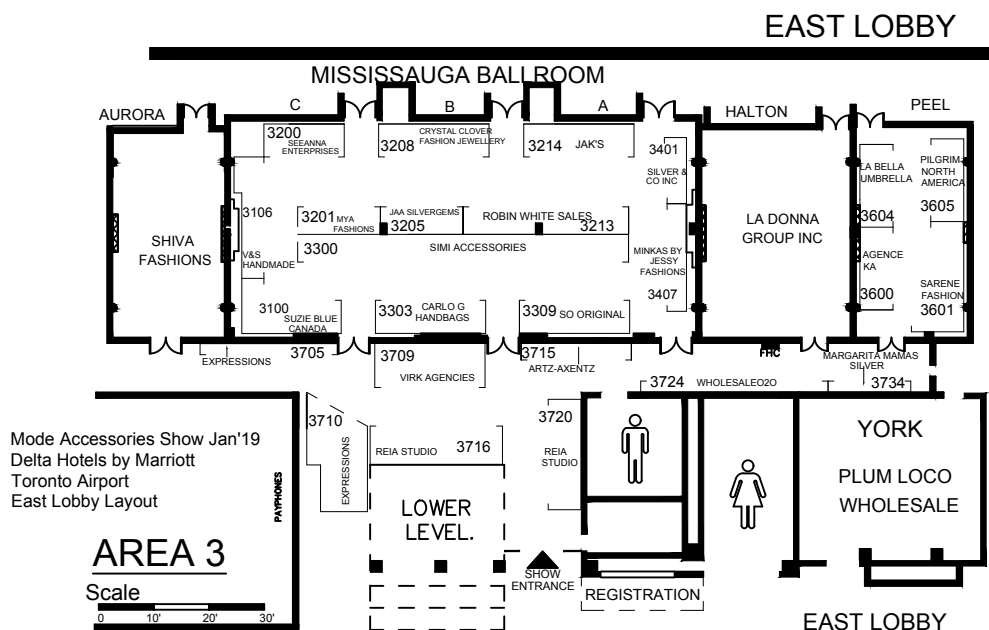 EAST LOBBY
MISSISSAUGA BALLROOM
AURORA
C
B
A
HALTON
PEEL
3200
SEEANNA
ENTERPRISES
3208
CRYSTAL CLOVER
FASHION JEWELLERY
3214
JAK'S
3401
SILVER &
CO INC
LA BELLA
UMBRELLA
PILGRIM
NORTH
AMERICA
3106
3201
MYA
FASHIONS
JAA SILVERGEMS
3205
ROBIN WHITE SALES
3213
3604
3605
SHIVA
FASHIONS
3300
SIMI ACCESSORIES
LA DONNA
GROUP INC
V&S
HANDMADE
MINKAS BY
JESSY
FASHIONS
AGENCE
KA
3100
SUZIE BLUE
CANADA
3303
CARLO G
HANDBAGS
3309
SO ORIGINAL
3407
3600
SARENE
FASHION
3601
EXPRESSIONS
3705
3709
VIRK AGENCIES
3715
ARTZ-AXENTZ
FHC
MARGARITA MAMAS
SILVER
3724
WHOLESALEO2O
3734
3710
EXPRESSIONS
REIA STUDIO
3716
3720
REIA
STUDIO
YORK
PLUM LOCO
WHOLESALE
Mode Accessories Show Jan'19
Delta Hotels by Marriott
Toronto Airport
East Lobby Layout
PAYPHONES
LOWER
LEVEL.
AREA 3
Scale
0 10' 20' 30'
SHOW
ENTRANCE
REGISTRATION
EAST LOBBY